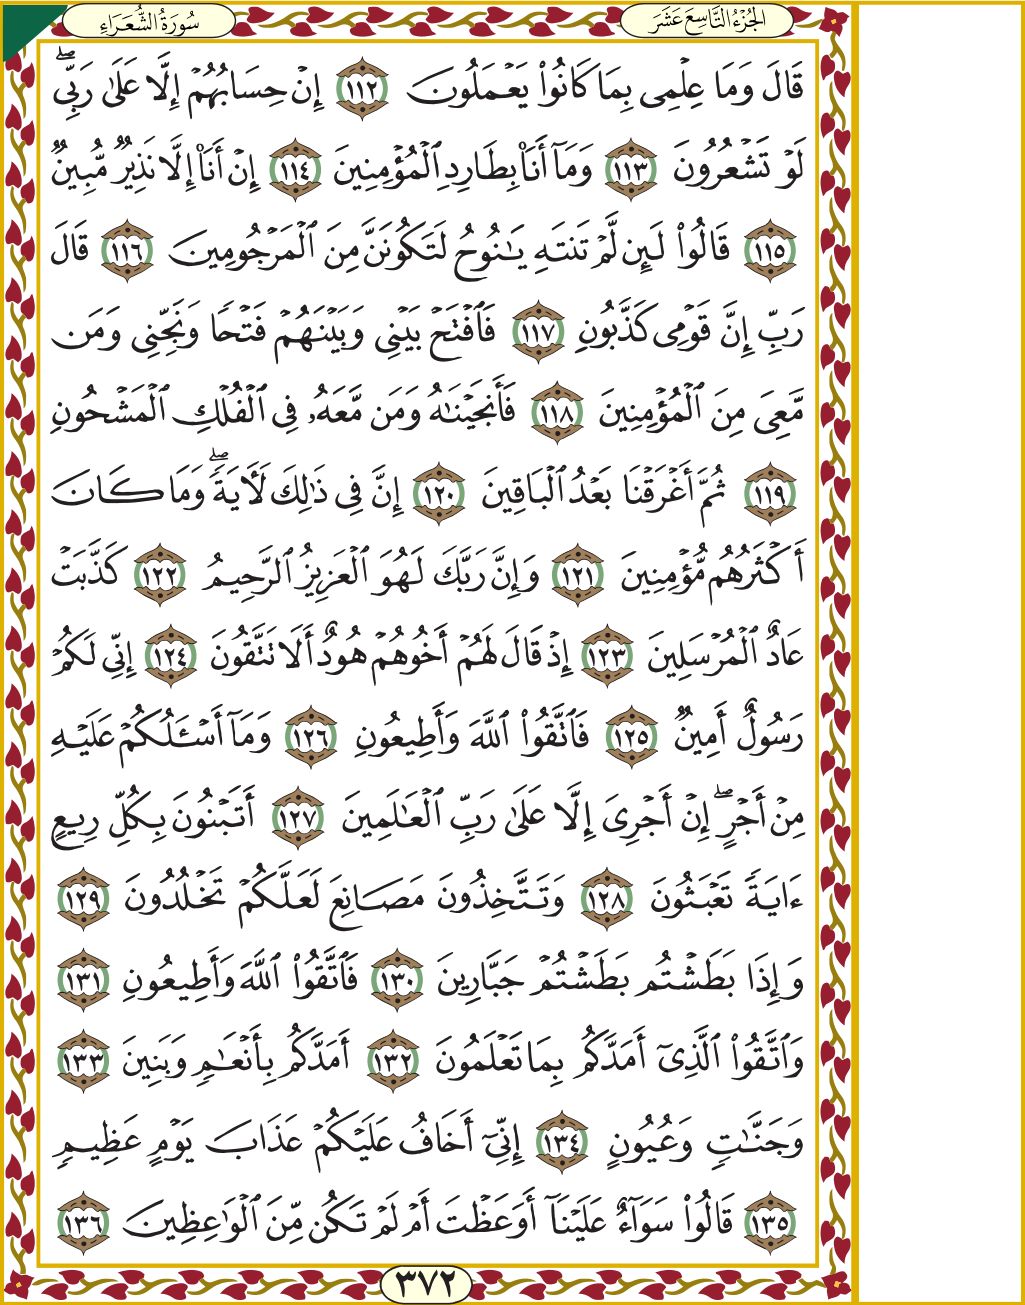 الجُزْءُ التَّاسِعَ عَشَرَ
سُورَةُ الشُّعَرَاءِ
قَالَ وَمَا عِلْمِى بِمَا كَانُوا۟ يَعْمَلُونَ ١١٢ إِنْ حِسَابُهُمْ إِلَّا عَلَىٰ رَبِّى ۖ
لَوْ تَشْعُرُونَ ١١٣ وَمَآ أَنَا۠ بِطَارِدِ ٱلْمُؤْمِنِينَ ١١٤ إِنْ أَنَا۠ إِلَّا نَذِيرٌ مُّبِينٌ
١١٥ قَالُوا۟ لَئِن لَّمْ تَنتَهِ يَـٰنُوحُ لَتَكُونَنَّ مِنَ ٱلْمَرْجُومِينَ ١١٦ قَالَ
رَبِّ إِنَّ قَوْمِى كَذَّبُونِ ١١٧ فَٱفْتَحْ بَيْنِى وَبَيْنَهُمْ فَتْحًا وَنَجِّنِى وَمَن
مَّعِىَ مِنَ ٱلْمُؤْمِنِينَ ١١٨ فَأَنجَيْنَـٰهُ وَمَن مَّعَهُۥ فِى ٱلْفُلْكِ ٱلْمَشْحُونِ
١١٩ ثُمَّ أَغْرَقْنَا بَعْدُ ٱلْبَاقِينَ ١٢٠ إِنَّ فِى ذَٰلِكَ لَـَٔايَةً ۖ وَمَا كَانَ
أَكْثَرُهُم مُّؤْمِنِينَ ١٢١ وَإِنَّ رَبَّكَ لَهُوَ ٱلْعَزِيزُ ٱلرَّحِيمُ ١٢٢ كَذَّبَتْ
عَادٌ ٱلْمُرْسَلِينَ ١٢٣ إِذْ قَالَ لَهُمْ أَخُوهُمْ هُودٌ أَلَا تَتَّقُونَ ١٢٤ إِنِّى لَكُمْ
رَسُولٌ أَمِينٌ ١٢٥ فَٱتَّقُوا۟ ٱللَّهَ وَأَطِيعُونِ ١٢٦ وَمَآ أَسْـَٔلُكُمْ عَلَيْهِ
مِنْ أَجْرٍ ۖ إِنْ أَجْرِىَ إِلَّا عَلَىٰ رَبِّ ٱلْعَـٰلَمِينَ ١٢٧ أَتَبْنُونَ بِكُلِّ رِيعٍ
ءَايَةً تَعْبَثُونَ ١٢٨ وَتَتَّخِذُونَ مَصَانِعَ لَعَلَّكُمْ تَخْلُدُونَ ١٢٩
وَإِذَا بَطَشْتُم بَطَشْتُمْ جَبَّارِينَ ١٣٠ فَٱتَّقُوا۟ ٱللَّهَ وَأَطِيعُونِ ١٣١
وَٱتَّقُوا۟ ٱلَّذِىٓ أَمَدَّكُم بِمَا تَعْلَمُونَ ١٣٢ أَمَدَّكُم بِأَنْعَـٰمٍ وَبَنِينَ ١٣٣
وَجَنَّـٰتٍ وَعُيُونٍ ١٣٤ إِنِّىٓ أَخَافُ عَلَيْكُمْ عَذَابَ يَوْمٍ عَظِيمٍ
١٣٥ قَالُوا۟ سَوَآءٌ عَلَيْنَآ أَوَعَظْتَ أَمْ لَمْ تَكُن مِّنَ ٱلْوَٰعِظِينَ ١٣٦
٣٧٢